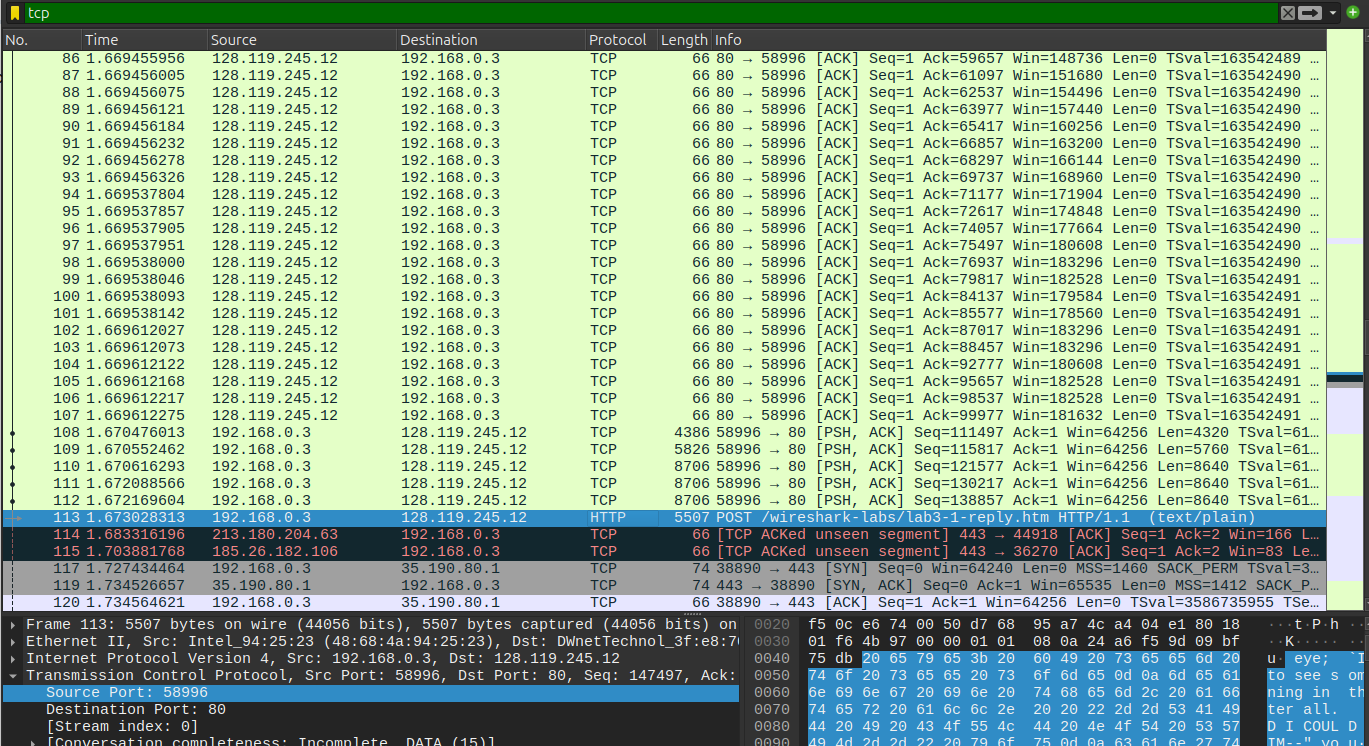 tcp
No. Time Source Destination Protocol Length Info
86 1.669455956 128.119.245.12 192.168.0.3 TCP 66 80 → 58996 [ACK] Seq=1 Ack=59657 Win=148736 Len=0 TSval=163542489 …
87 1.669456005 128.119.245.12 192.168.0.3 TCP 66 80 → 58996 [ACK] Seq=1 Ack=61097 Win=151680 Len=0 TSval=163542490 …
88 1.669456075 128.119.245.12 192.168.0.3 TCP 66 80 → 58996 [ACK] Seq=1 Ack=62537 Win=154496 Len=0 TSval=163542490 …
89 1.669456121 128.119.245.12 192.168.0.3 TCP 66 80 → 58996 [ACK] Seq=1 Ack=63977 Win=157440 Len=0 TSval=163542490 …
90 1.669456184 128.119.245.12 192.168.0.3 TCP 66 80 → 58996 [ACK] Seq=1 Ack=65417 Win=160256 Len=0 TSval=163542490 …
91 1.669456232 128.119.245.12 192.168.0.3 TCP 66 80 → 58996 [ACK] Seq=1 Ack=66857 Win=163200 Len=0 TSval=163542490 …
92 1.669456278 128.119.245.12 192.168.0.3 TCP 66 80 → 58996 [ACK] Seq=1 Ack=68297 Win=166144 Len=0 TSval=163542490 …
93 1.669456326 128.119.245.12 192.168.0.3 TCP 66 80 → 58996 [ACK] Seq=1 Ack=69737 Win=168960 Len=0 TSval=163542490 …
94 1.669537804 128.119.245.12 192.168.0.3 TCP 66 80 → 58996 [ACK] Seq=1 Ack=71177 Win=171904 Len=0 TSval=163542490 …
95 1.669537857 128.119.245.12 192.168.0.3 TCP 66 80 → 58996 [ACK] Seq=1 Ack=72617 Win=174848 Len=0 TSval=163542490 …
96 1.669537905 128.119.245.12 192.168.0.3 TCP 66 80 → 58996 [ACK] Seq=1 Ack=74057 Win=177664 Len=0 TSval=163542490 …
97 1.669537951 128.119.245.12 192.168.0.3 TCP 66 80 → 58996 [ACK] Seq=1 Ack=75497 Win=180608 Len=0 TSval=163542490 …
98 1.669538000 128.119.245.12 192.168.0.3 TCP 66 80 → 58996 [ACK] Seq=1 Ack=76937 Win=183296 Len=0 TSval=163542490 …
99 1.669538046 128.119.245.12 192.168.0.3 TCP 66 80 → 58996 [ACK] Seq=1 Ack=79817 Win=182528 Len=0 TSval=163542491 …
100 1.669538093 128.119.245.12 192.168.0.3 TCP 66 80 → 58996 [ACK] Seq=1 Ack=84137 Win=179584 Len=0 TSval=163542491 …
101 1.669538142 128.119.245.12 192.168.0.3 TCP 66 80 → 58996 [ACK] Seq=1 Ack=85577 Win=178560 Len=0 TSval=163542491 …
102 1.669612027 128.119.245.12 192.168.0.3 TCP 66 80 → 58996 [ACK] Seq=1 Ack=87017 Win=183296 Len=0 TSval=163542491 …
103 1.669612073 128.119.245.12 192.168.0.3 TCP 66 80 → 58996 [ACK] Seq=1 Ack=88457 Win=183296 Len=0 TSval=163542491 …
104 1.669612122 128.119.245.12 192.168.0.3 TCP 66 80 → 58996 [ACK] Seq=1 Ack=92777 Win=180608 Len=0 TSval=163542491 …
105 1.669612168 128.119.245.12 192.168.0.3 TCP 66 80 → 58996 [ACK] Seq=1 Ack=95657 Win=182528 Len=0 TSval=163542491 …
106 1.669612217 128.119.245.12 192.168.0.3 TCP 66 80 → 58996 [ACK] Seq=1 Ack=98537 Win=182528 Len=0 TSval=163542491 …
107 1.669612275 128.119.245.12 192.168.0.3 TCP 66 80 → 58996 [ACK] Seq=1 Ack=99977 Win=181632 Len=0 TSval=163542491 …
108 1.670476013 192.168.0.3 128.119.245.12 TCP 4386 58996 → 80 [PSH, ACK] Seq=111497 Ack=1 Win=64256 Len=4320 TSval=61…
109 1.670552462 192.168.0.3 128.119.245.12 TCP 5826 58996 → 80 [PSH, ACK] Seq=115817 Ack=1 Win=64256 Len=5760 TSval=61…
110 1.670616293 192.168.0.3 128.119.245.12 TCP 8706 58996 → 80 [PSH, ACK] Seq=121577 Ack=1 Win=64256 Len=8640 TSval=61…
111 1.672088566 192.168.0.3 128.119.245.12 TCP 8706 58996 → 80 [PSH, ACK] Seq=130217 Ack=1 Win=64256 Len=8640 TSval=61…
112 1.672169604 192.168.0.3 128.119.245.12 TCP 8706 58996 → 80 [PSH, ACK] Seq=138857 Ack=1 Win=64256 Len=8640 TSval=61…
113 1.673028313 192.168.0.3 128.119.245.12 HTTP 5507 POST /wireshark-labs/lab3-1-reply.htm HTTP/1.1 (text/plain)
114 1.683316196 213.180.204.63 192.168.0.3 TCP 66 [TCP ACKed unseen segment] 443 → 44918 [ACK] Seq=1 Ack=2 Win=166 L…
115 1.703881768 185.26.182.106 192.168.0.3 TCP 66 [TCP ACKed unseen segment] 443 → 36270 [ACK] Seq=1 Ack=2 Win=83 Le…
117 1.727434464 192.168.0.3 35.190.80.1 TCP 74 38890 → 443 [SYN] Seq=0 Win=64240 Len=0 MSS=1460 SACK_PERM TSval=3…
119 1.734526657 35.190.80.1 192.168.0.3 TCP 74 443 → 38890 [SYN, ACK] Seq=0 Ack=1 Win=65535 Len=0 MSS=1412 SACK_P…
120 1.734564621 192.168.0.3 35.190.80.1 TCP 66 38890 → 443 [ACK] Seq=1 Ack=1 Win=64256 Len=0 TSval=3586735955 TSe…
Frame 113: 5507 bytes on wire (44056 bits), 5507 bytes captured (44056 bits) on
Ethernet II, Src: Intel_94:25:23 (48:68:4a:94:25:23), Dst: DWnetTechnol_3f:e8:7
Internet Protocol Version 4, Src: 192.168.0.3, Dst: 128.119.245.12
Transmission Control Protocol, Src Port: 58996, Dst Port: 80, Seq: 147497, Ack:
Source Port: 58996
Destination Port: 80
[Stream index: 0]
[Conversation completeness: Incomplete, DATA (15)]
0020 f5 0c e6 74 00 50 d7 68 95 a7 4c a4 04 e1 80 18 ···t·P·h ··
0030 01 f6 4b 97 00 00 01 01 08 0a 24 a6 f5 9d 09 bf ··K····· ··
0040 75 db 20 65 79 65 3b 20 60 49 20 73 65 65 6d 20 u· eye; `I
0050 74 6f 20 73 65 65 20 73 6f 6d 65 0d 0a 6d 65 61 to see s om
0060 6e 69 6e 67 20 69 6e 20 74 68 65 6d 2c 20 61 66 ning in  the
0070 74 65 72 20 61 6c 6c 2e 20 20 22 2d 2d 53 41 49 ter all.
0080 44 20 49 20 43 4f 55 4c 44 20 4e 4f 54 20 53 57 D I COUL D
0090 49 4d 2d 2d 22 20 79 6f 75 0d 0a 63 61 6e 27 74 IM--" yo u·